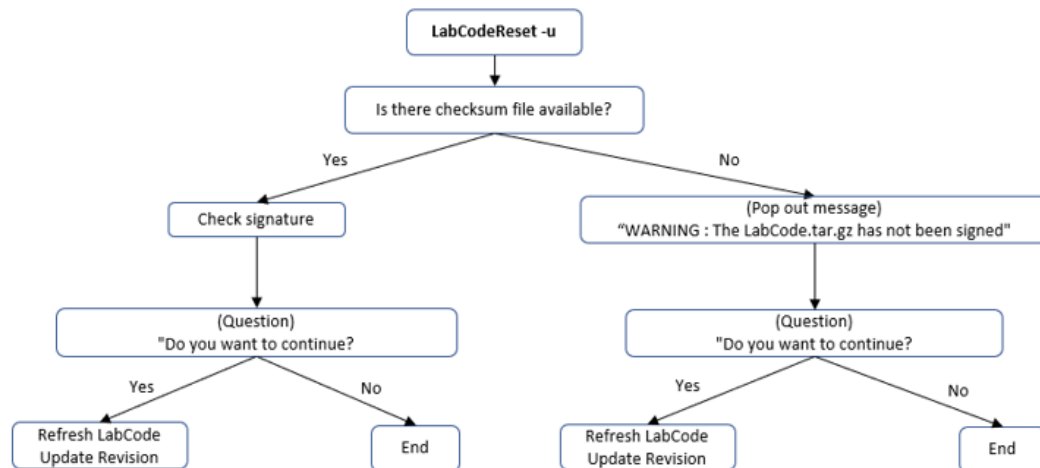 LabCodeReset -u
Is there checksum file available?
Yes
No
Check signature
(Pop out message)
“WARNING : The LabCode.tar.gz has not been signed"
(Question)
"Do you want to continue?
(Question)
"Do you want to continue?
Yes
No
Yes
No
Refresh LabCode
Update Revision
End
Refresh LabCode
Update Revision
End